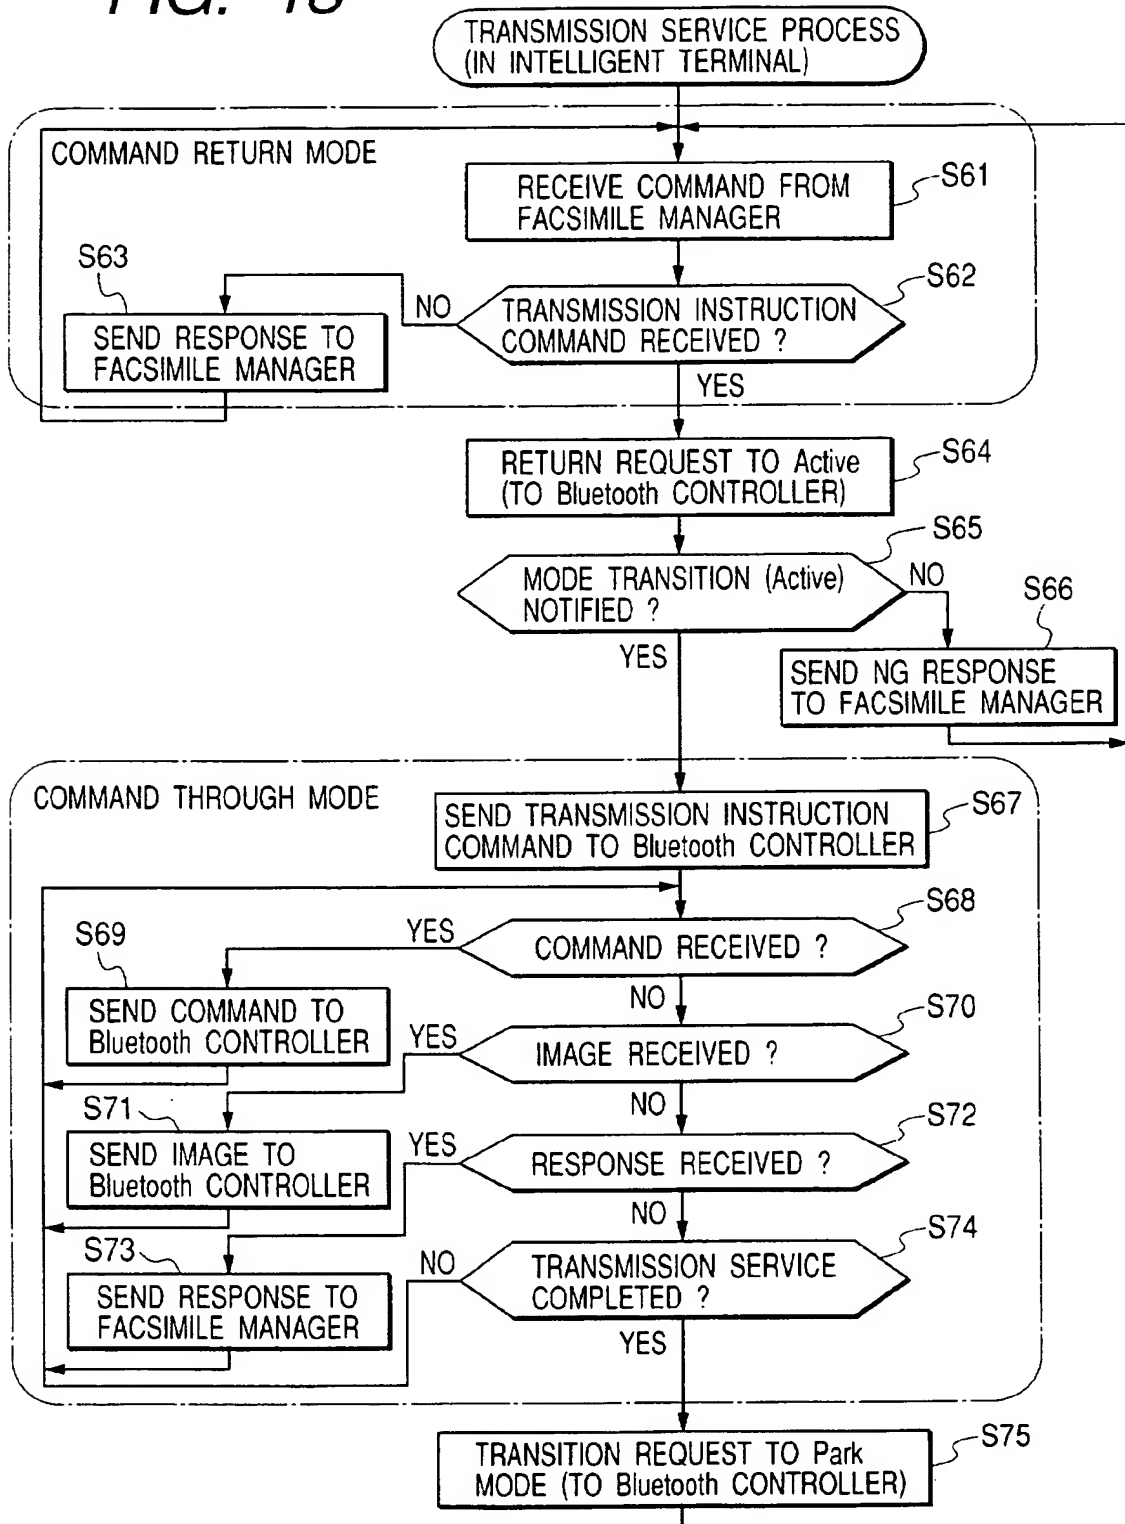 TRANSMISSION SERVICE PROCESS
(IN INTELLIGENT TERMINAL)
COMMAND RETURN MODE
RECEIVE COMMAND FROM
FACSIMILE MANAGER
S61
S63
S62
NO
TRANSMISSION INSTRUCTION
COMMAND RECEIVED ?
SEND RESPONSE TO
FACSIMILE MANAGER
YES
RETURN REQUEST TO Active
(TO Bluetooth CONTROLLER)
S64
S65
MODE TRANSITION (Active)
NOTIFIED ?
NO
S66
YES
SEND NG RESPONSE
TO FACSIMILE MANAGER
COMMAND THROUGH MODE
SEND TRANSMISSION INSTRUCTION
COMMAND TO Bluetooth CONTROLLER
S67
S68
S69
YES
COMMAND RECEIVED ?
NO
SEND COMMAND TO
Bluetooth CONTROLLER
S70
YES
IMAGE RECEIVED ?
NO
S71
S72
SEND IMAGE TO
Bluetooth CONTROLLER
YES
RESPONSE RECEIVED ?
NO
S73
S74
NO
TRANSMISSION SERVICE
COMPLETED ?
SEND RESPONSE TO
FACSIMILE MANAGER
YES
S75
TRANSITION REQUEST TO Park
MODE (TO Bluetooth CONTROLLER)